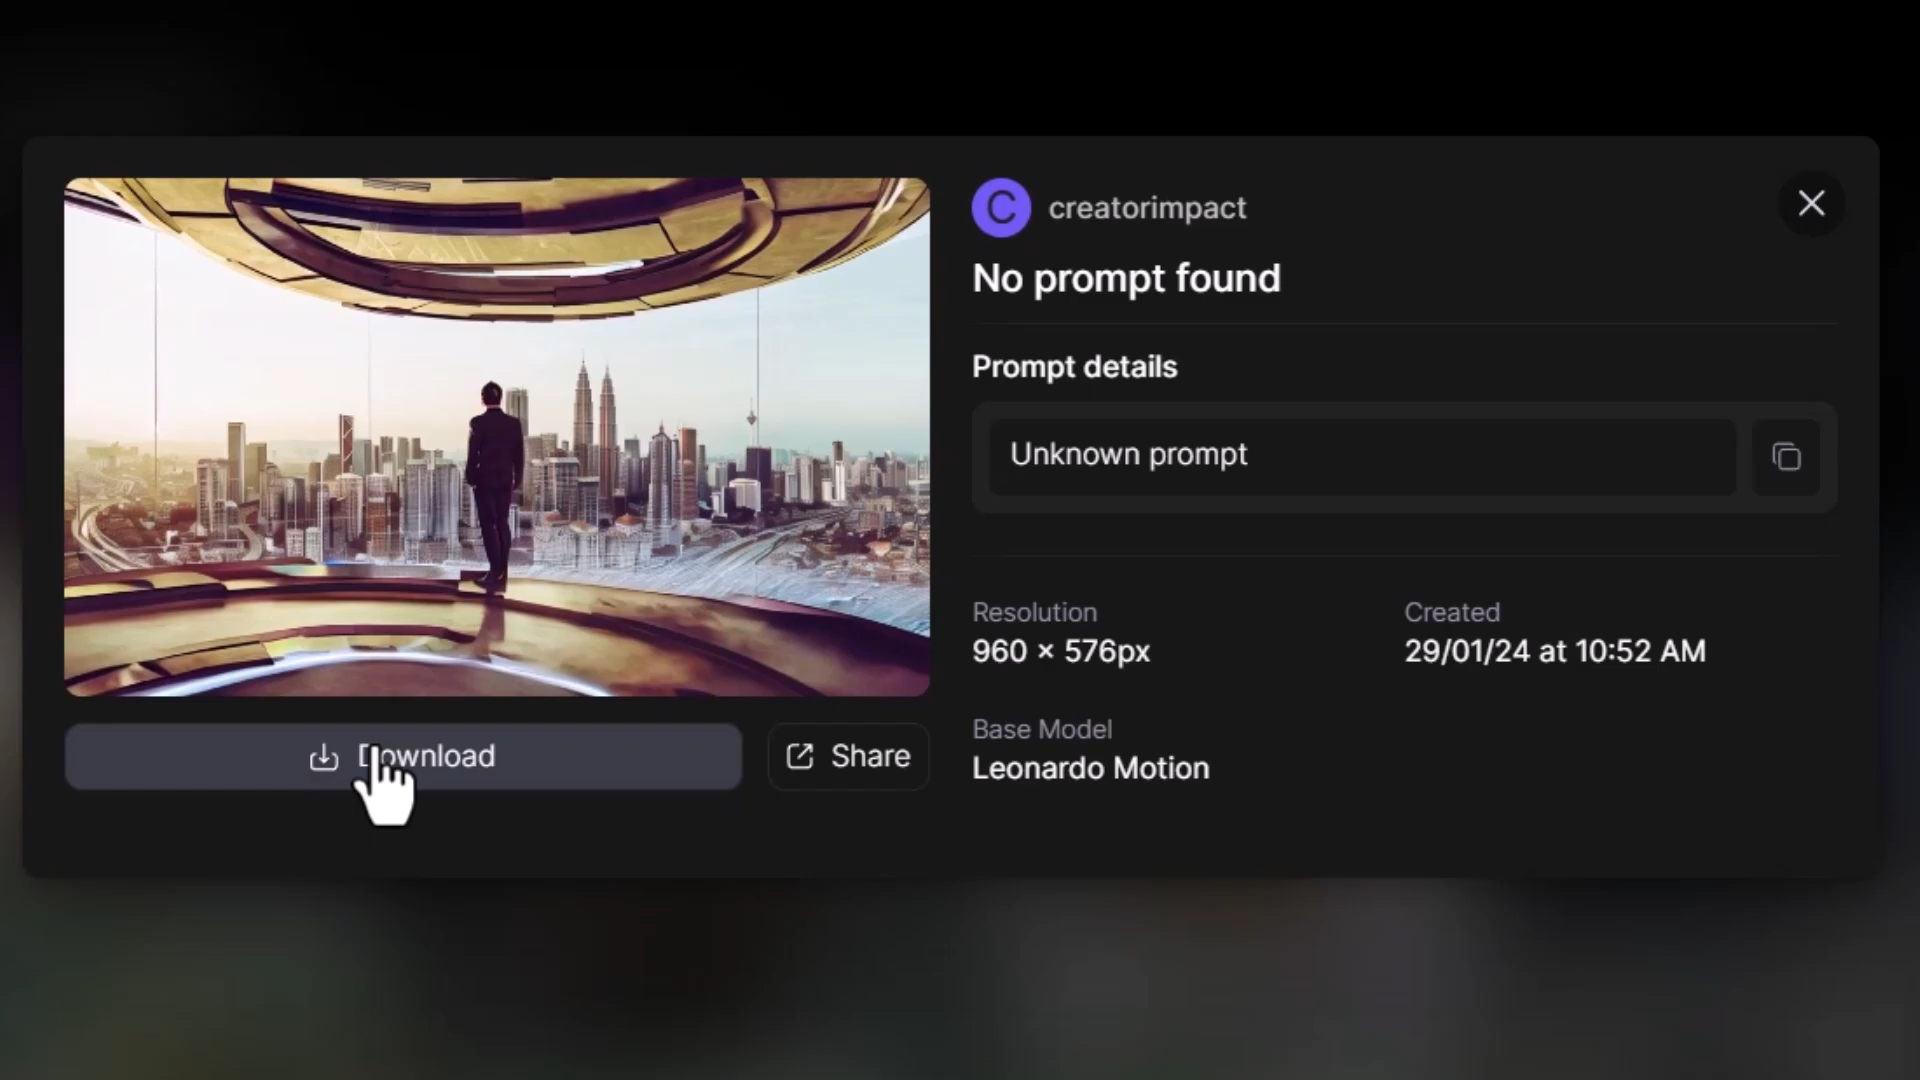 C creatorimpact
No prompt found
Prompt details
Unknown prompt
Resolution
960 × 576px
Created
29/01/24 at 10:52 AM
Base Model
Leonardo Motion
Download
Share